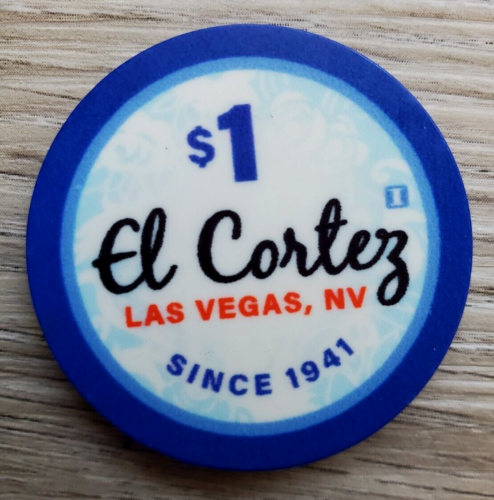 $1
I
El Cortez
LAS VEGAS, NV
SINCE 1941